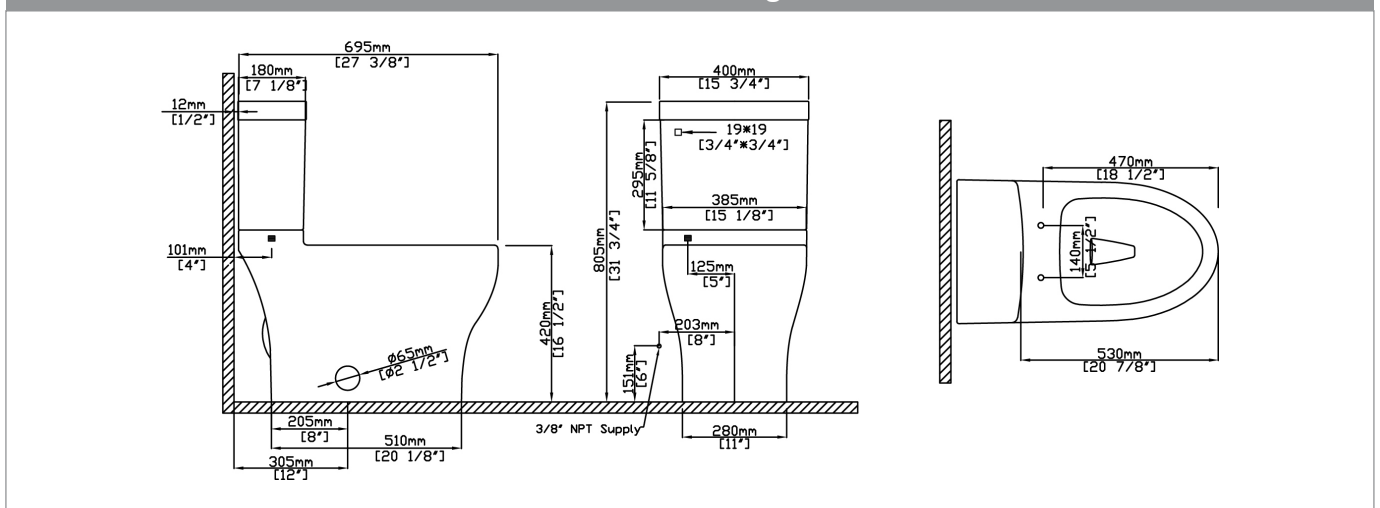 695mm
[27 3/8"]
180mm
[7 1/8"]
12mm
[1/2"]
101mm
[4"]
ø65mm
[ø2 1/2"]
420mm
[16 1/2"]
205mm
[8"]
510mm
[20 1/8"]
305mm
[12"]
400mm
[15 3/4"]
19*19
[3/4"*3/4"]
295mm
[11 5/8"]
385mm
[15 1/8"]
805mm
[31 3/4"]
125mm
[5"]
203mm
[8"]
151mm
[6"]
3/8" NPT Supply
280mm
[11"]
470mm
[18 1/2"]
140mm
[5 1/2"]
530mm
[20 7/8"]